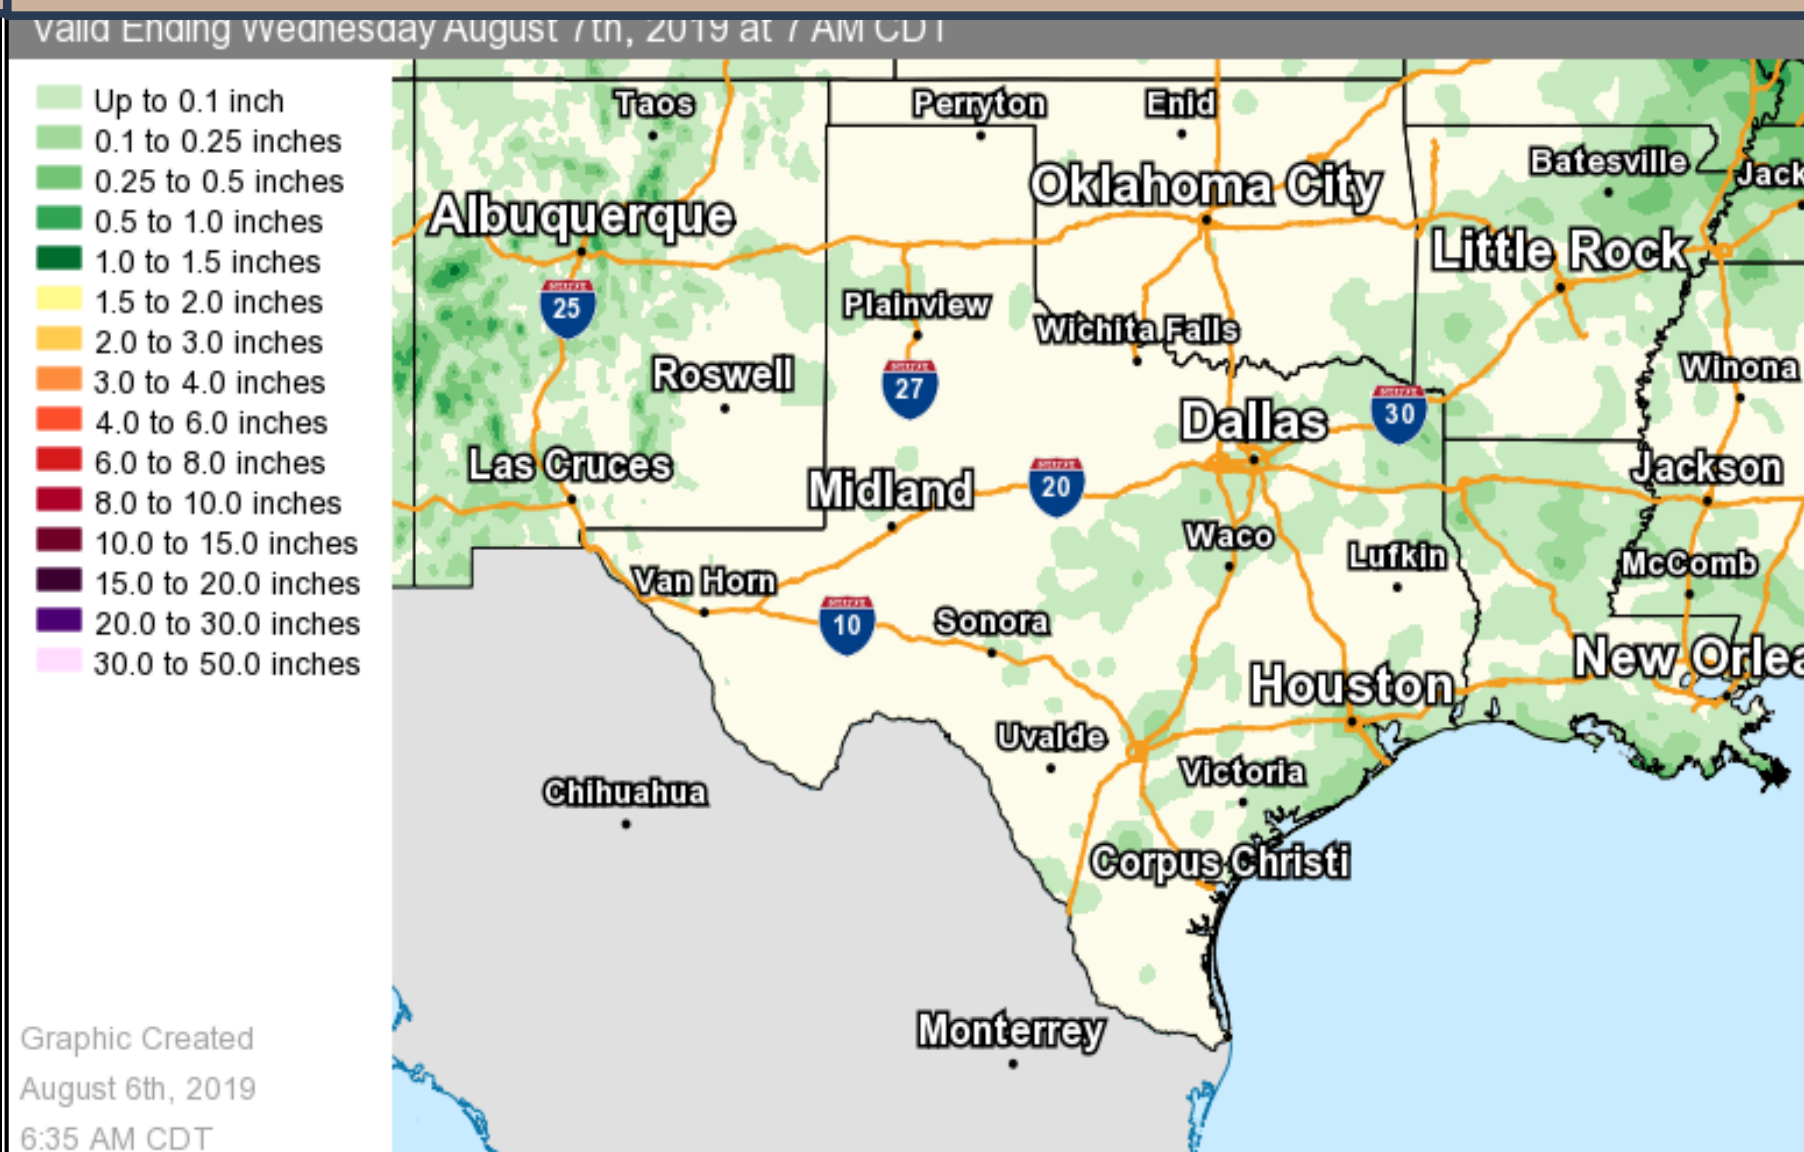 Valid Ending Wednesday August 7th, 2019 at 7 AM CDT
Up to 0.1 inch
0.1 to 0.25 inches
0.25 to 0.5 inches
0.5 to 1.0 inches
1.0 to 1.5 inches
1.5 to 2.0 inches
2.0 to 3.0 inches
3.0 to 4.0 inches
4.0 to 6.0 inches
6.0 to 8.0 inches
8.0 to 10.0 inches
10.0 to 15.0 inches
15.0 to 20.0 inches
20.0 to 30.0 inches
30.0 to 50.0 inches
Graphic Created
August 6th, 2019
6:35 AM CDT
Taos
Perryton
Enid
Batesville
Jack
Oklahoma City
Albuquerque
Little Rock
25
Plainview
Wichita Falls
Winona
Roswell
27
30
Dallas
Las Cruces
Jackson
Midland
20
Waco
Lufkin
McComb
Van Horn
10
Sonora
New Orlea
Houston
Uvalde
Victoria
Chihuahua
Corpus Christi
Monterrey